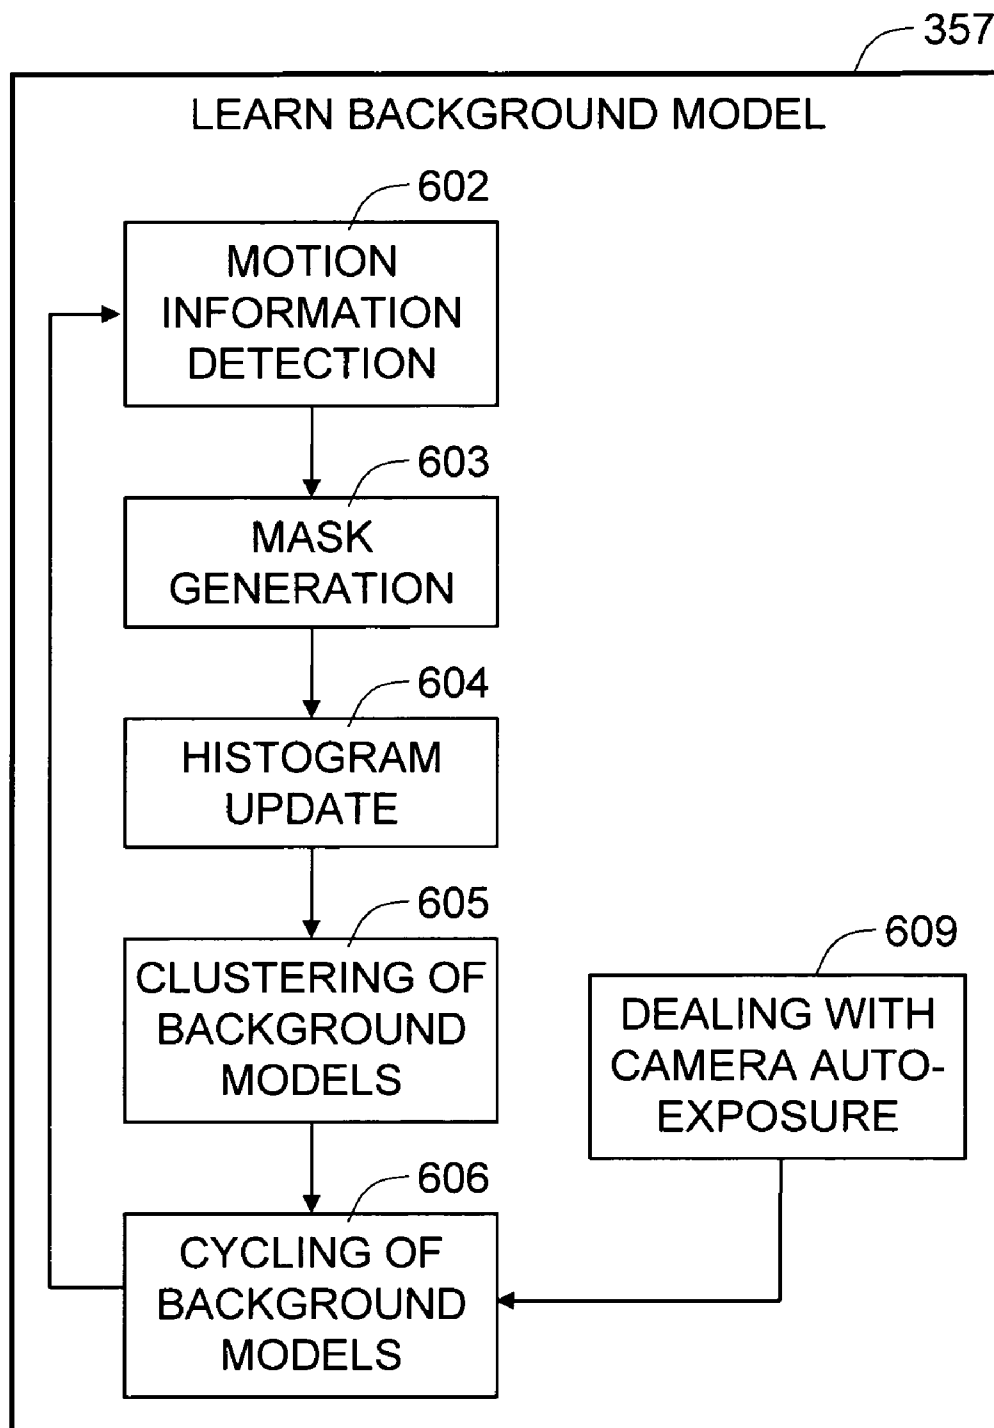 357
LEARN BACKGROUND MODEL
602
MOTION
INFORMATION
DETECTION
603
MASK
GENERATION
604
HISTOGRAM
UPDATE
605
CLUSTERING OF
BACKGROUND
MODELS
609
DEALING WITH
CAMERA AUTO-
EXPOSURE
606
CYCLING OF
BACKGROUND
MODELS